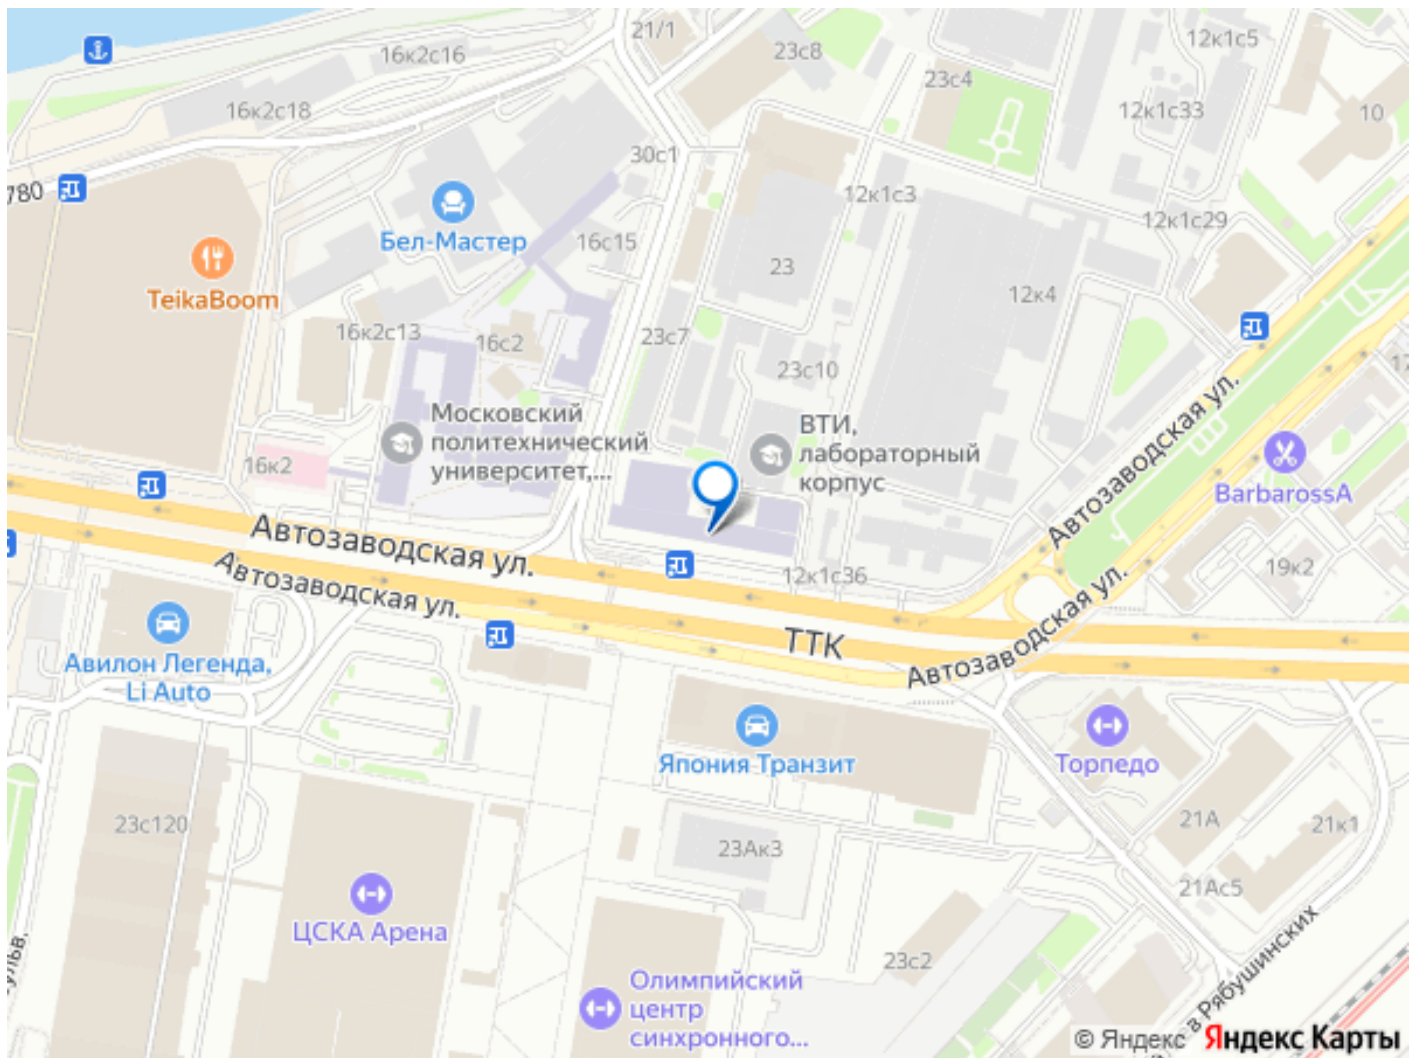 21/1
12к1с5
16к2с16
23с8
23с4
16к2с18
12к1с33
10
30с1
780
12к1с3
Бел-Мастер
16с15
12к1с29
23
TeikaBoom
12к4
16к2с13
16с2
23с7
23с10
Московский
политехнический
университет,...
ВТИ,
лабораторный
корпус
16к2
BarbarossA
Автозаводская ул.
Автозаводская ул.
Автозаводская ул.
12к1с36
19к2
Автозаводская ул.
ТТК
Авилон Легенда,
Li Auto
Япония Транзит
Торпедо
23с120
23Ак3
21А
21к1
21Ас5
ЦСКА Арена
23с2
Олимпийский
центр
синхронного...
в Рябушинских
© Яндекс Яндекс Карты